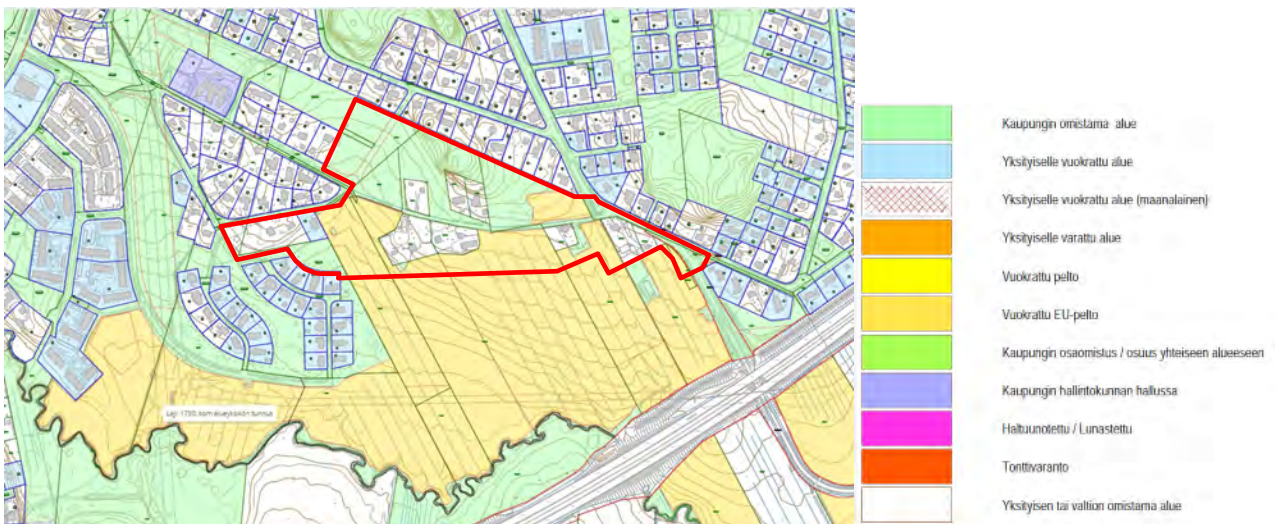 Kaupungin omistama alue
Yksityiselle vuokrattu alue
Yksityiselle vuokrattu alue (maanalainen)
Yksityiselle varattu alue
Vuokrattu pelto
Vuokrattu EU-pelto
Kaupungin osaomistus / osuus yhteiseen alueeseen
Kaupungin hallintokunnan hallussa
Haltuunotettu / Lunastettu
Tonttivaranto
Yksityisen tai valtion omistama alue